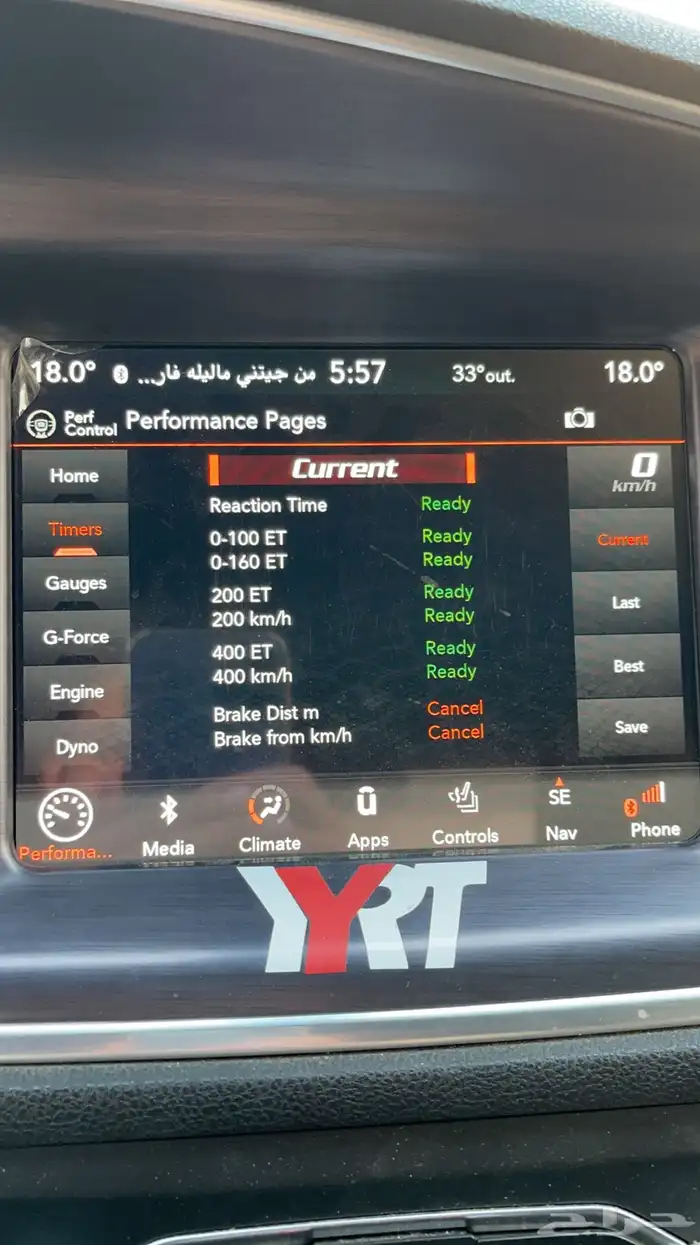 18.0° من جيتني ماليله فار... 5:57 33°out. 18.0°
Perf Control Performance Pages
Current
Home
Timers
Gauges
G-Force
Engine
Dyno
Reaction Time Ready
0-100 ET Ready
0-160 ET Ready
200 ET Ready
200 km/h Ready
400 ET Ready
400 km/h Ready
Brake Dist m Cancel
Brake from km/h Cancel
0
km/h
Current
Last
Best
Save
Performa... Media Climate Apps Controls SE Nav Phone
YYRT
حراج